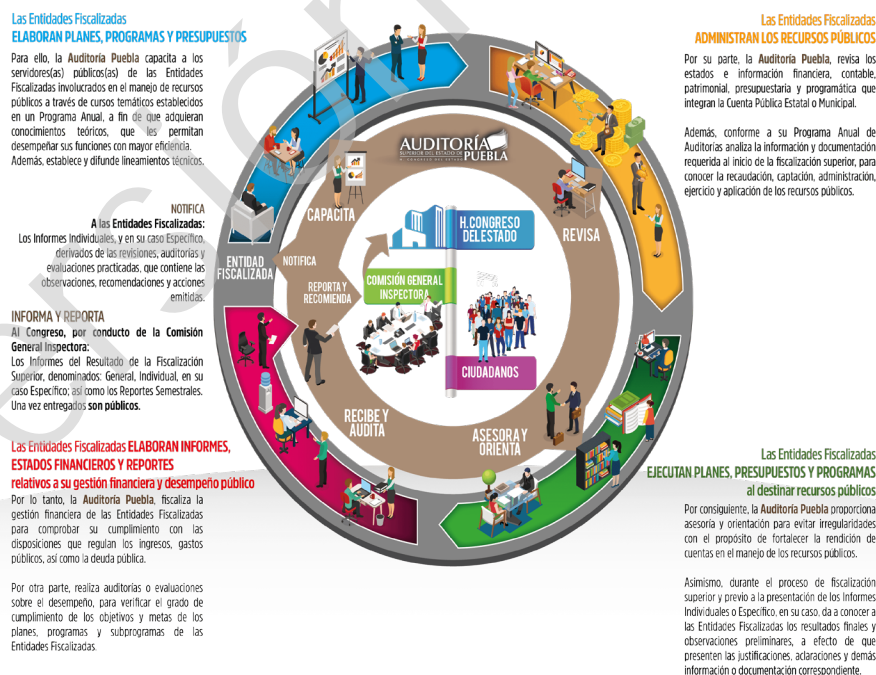 Las Entidades Fiscalizadas
ELABORAN PLANES, PROGRAMAS Y PRESUPUESTOS
Para ello, la Auditoría Puebla capacita a los
servidores(as) públicos(as) de las Entidades
Fiscalizadas involucrados en el manejo de recursos
públicos a través de cursos temáticos establecidos
en un Programa Anual, a fin de que adquieran
conocimientos teóricos, que les permitan
desempeñar sus funciones con mayor eficiencia.
Además, establece y difunde lineamientos técnicos.
NOTIFICA
A las Entidades Fiscalizadas:
Los Informes Individuales, y en su caso Específico,
derivados de las revisiones, auditorías y
evaluaciones practicadas, que contiene las
observaciones, recomendaciones y acciones
emitidas.
INFORMA Y REPORTA
Al Congreso, por conducto de la Comisión
General Inspectora:
Los Informes del Resultado de la Fiscalización
Superior, denominados: General, Individual, en su
caso Específico; así como los Reportes Semestrales.
Una vez entregados son públicos.
Las Entidades Fiscalizadas ELABORAN INFORMES,
ESTADOS FINANCIEROS Y REPORTES
relativos a su gestión financiera y desempeño público
Por lo tanto, la Auditoría Puebla, fiscaliza la
gestión financiera de las Entidades Fiscalizadas
para comprobar su cumplimiento con las
disposiciones que regulan los ingresos, gastos
públicos, así como la deuda pública.
Por otra parte, realiza auditorías o evaluaciones
sobre el desempeño, para verificar el grado de
cumplimiento de los objetivos y metas de los
planes, programas y subprogramas de las
Entidades Fiscalizadas.
AUDITORÍA
SUPERIOR DEL ESTADO DE PUEBLA
H. CONGRESO DEL ESTADO
CAPACITA
REVISA
H. CONGRESO
DEL ESTADO
ENTIDAD
FISCALIZADA
NOTIFICA
REPORTA Y
RECOMIENDA
COMISIÓN GENERAL
INSPECTORA
CIUDADANOS
RECIBE Y
AUDITA
ASESORA Y
ORIENTA
Las Entidades Fiscalizadas
ADMINISTRAN LOS RECURSOS PÚBLICOS
Por su parte, la Auditoría Puebla, revisa los
estados e información financiera, contable,
patrimonial, presupuestaria y programática que
integran la Cuenta Pública Estatal o Municipal.
Además, conforme a su Programa Anual de
Auditorías analiza la información y documentación
requerida al inicio de la fiscalización superior, para
conocer la recaudación, captación, administración,
ejercicio y aplicación de los recursos públicos.
Las Entidades Fiscalizadas
EJECUTAN PLANES, PRESUPUESTOS Y PROGRAMAS
al destinar recursos públicos
Por consiguiente, la Auditoría Puebla proporciona
asesoría y orientación para evitar irregularidades
con el propósito de fortalecer la rendición de
cuentas en el manejo de los recursos públicos.
Asimismo, durante el proceso de fiscalización
superior y previo a la presentación de los Informes
Individuales o Específico, en su caso, da a conocer a
las Entidades Fiscalizadas los resultados finales y
observaciones preliminares, a efecto de que
presenten las justificaciones, aclaraciones y demás
información o documentación correspondiente.